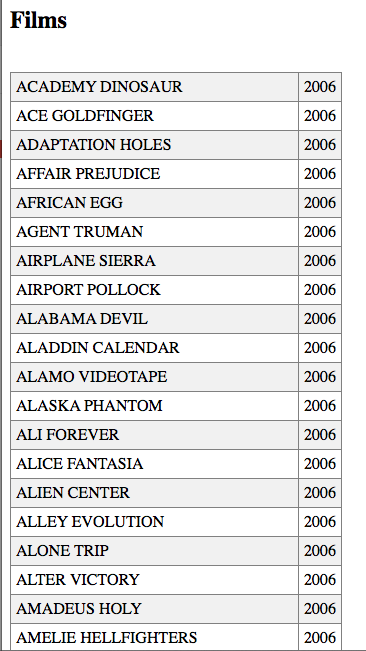 Films
ACADEMY DINOSAUR 2006
ACE GOLDFINGER 2006
ADAPTATION HOLES 2006
AFFAIR PREJUDICE 2006
AFRICAN EGG 2006
AGENT TRUMAN 2006
AIRPLANE SIERRA 2006
AIRPORT POLLOCK 2006
ALABAMA DEVIL 2006
ALADDIN CALENDAR 2006
ALAMO VIDEOTAPE 2006
ALASKA PHANTOM 2006
ALI FOREVER 2006
ALICE FANTASIA 2006
ALIEN CENTER 2006
ALLEY EVOLUTION 2006
ALONE TRIP 2006
ALTER VICTORY 2006
AMADEUS HOLY 2006
AMELIE HELLFIGHTERS 2006